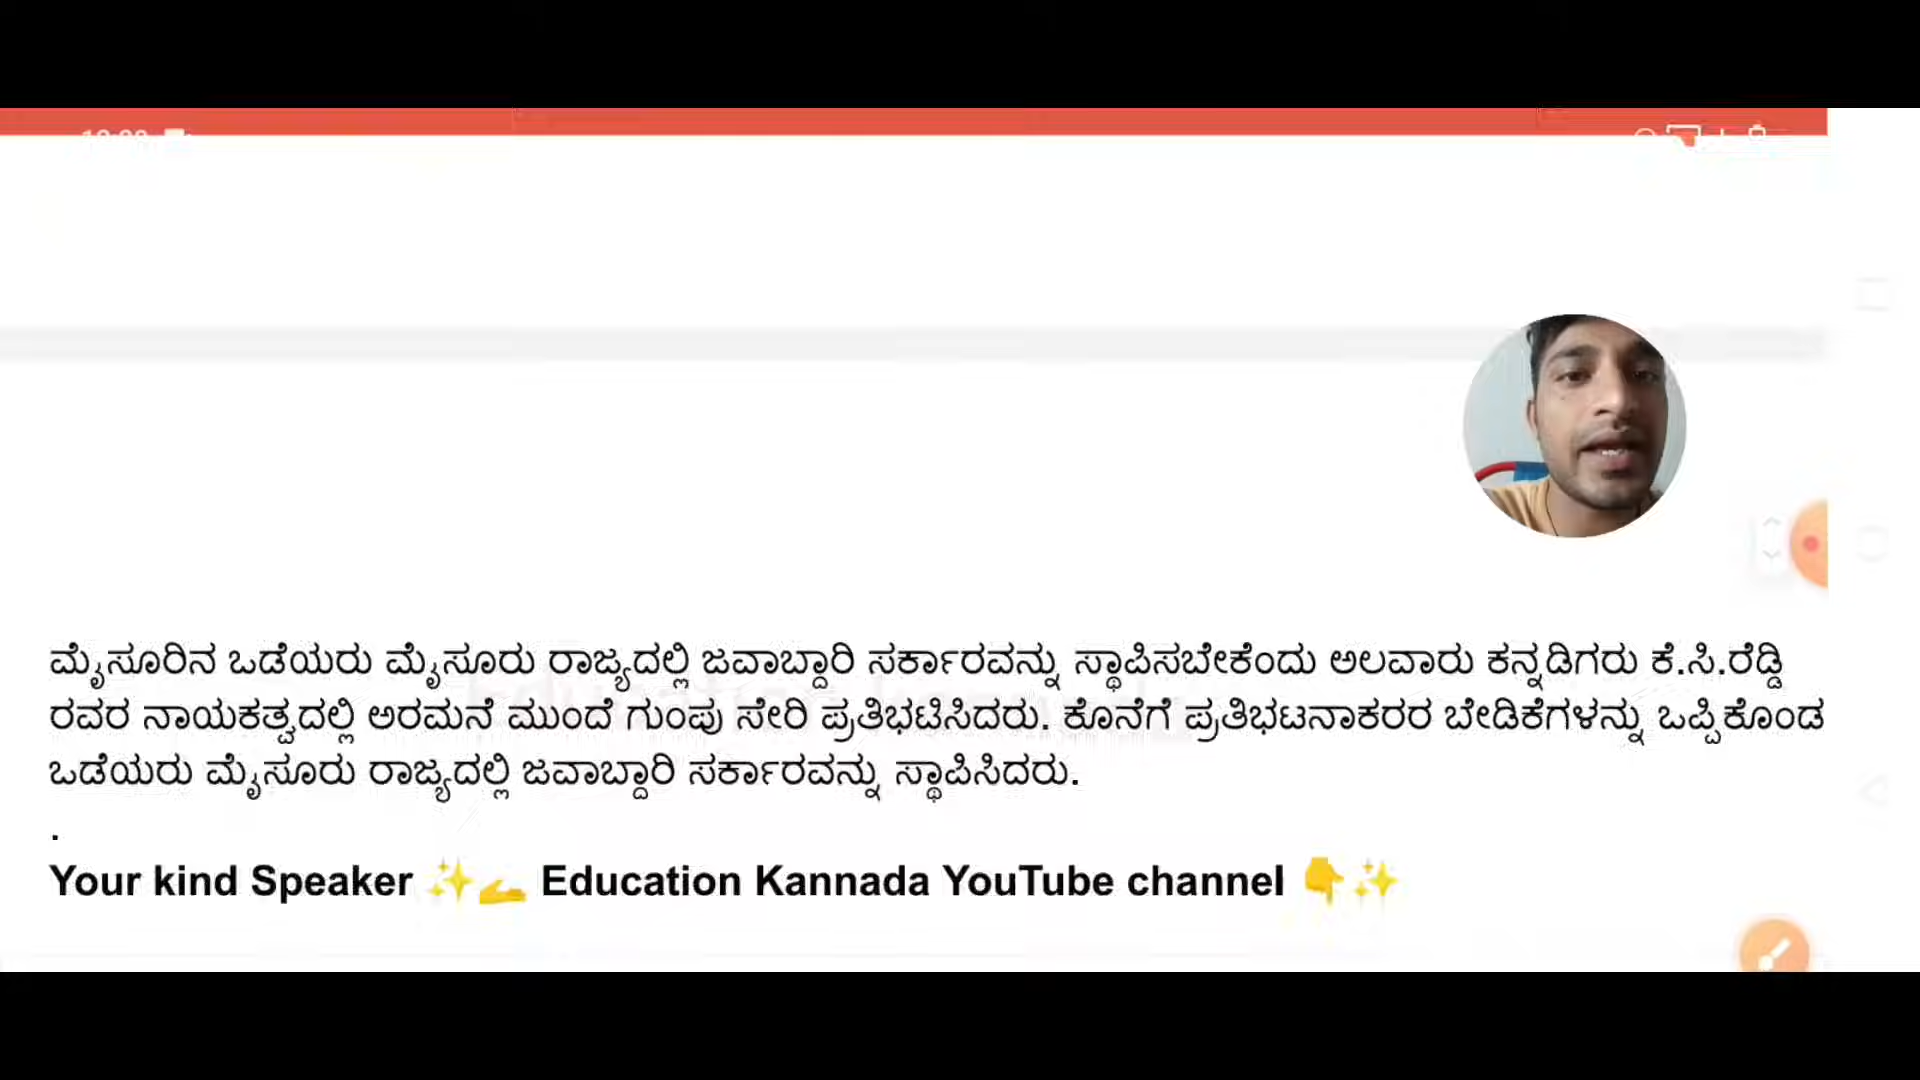 ಮೈಸೂರಿನ ಒಡೆಯರು ಮೈಸೂರು ರಾಜ್ಯದಲ್ಲಿ ಜವಾಬ್ದಾರಿ ಸರ್ಕಾರವನ್ನು ಸ್ಥಾಪಿಸಬೇಕೆಂದು ಅಲವಾರು ಕನ್ನಡಿಗರು ಕೆ.ಸಿ.ರೆಡ್ಡಿ
ರವರ ನಾಯಕತ್ವದಲ್ಲಿ ಅರಮನೆ ಮುಂದೆ ಗುಂಪು ಸೇರಿ ಪ್ರತಿಭಟಿಸಿದರು. ಕೊನೆಗೆ ಪ್ರತಿಭಟನಾಕರರ ಬೇಡಿಕೆಗಳನ್ನು ಒಪ್ಪಿಕೊಂಡ
ಒಡೆಯರು ಮೈಸೂರು ರಾಜ್ಯದಲ್ಲಿ ಜವಾಬ್ದಾರಿ ಸರ್ಕಾರವನ್ನು ಸ್ಥಾಪಿಸಿದರು.
.
Your kind Speaker ✨🫴 Education Kannada YouTube channel 👇✨